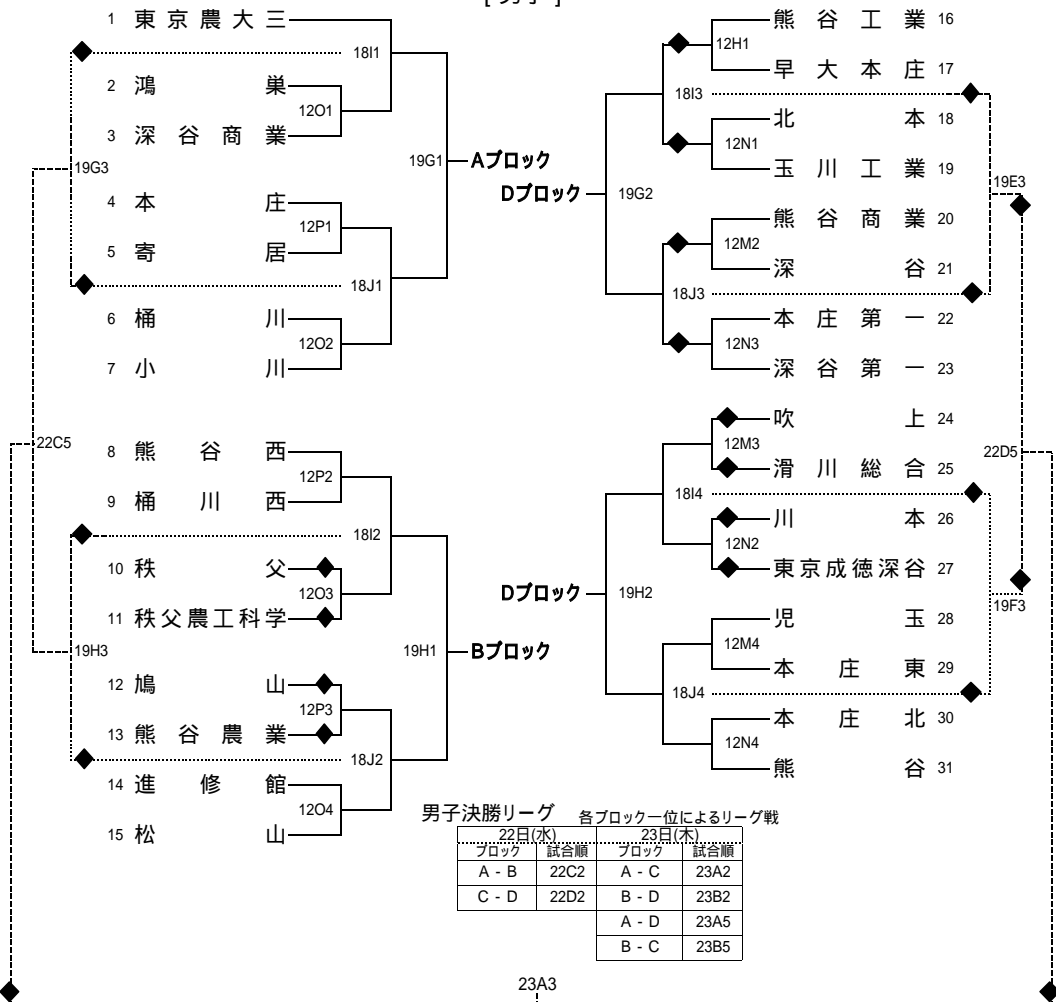 [ 男子 ]
1 東京農大三
18I1
2 鴻巣
12O1
3 深谷商業
19G3
19G1
Aブロック
4 本庄
12P1
5 寄居
18J1
6 桶川
12O2
7 小川
22C5
8 熊谷西
12P2
9 桶川西
18I2
10 秩父
12O3
11 秩父農工科学
19H3
19H1
Bブロック
12 鳩山
12P3
13 熊谷農業
18J2
14 進修館
12O4
15 松山
熊谷工業 16
12H1
早大本庄 17
18I3
北本 18
12N1
玉川工業 19
Dブロック
19G2
19E3
熊谷商業 20
12M2
深谷 21
18J3
本庄第一 22
12N3
深谷第一 23
吹上 24
12M3
22D5
滑川総合 25
18I4
川本 26
12N2
東京成徳深谷 27
Dブロック
19H2
19F3
児玉 28
12M4
本庄東 29
18J4
本庄北 30
12N4
熊谷 31
男子決勝リーグ 各ブロック一位によるリーグ戦
22日(水) 23日(木)
ブロック 試合順 ブロック 試合順
A - B 22C2 A - C 23A2
C - D 22D2 B - D 23B2
A - D 23A5
B - C 23B5
23A3